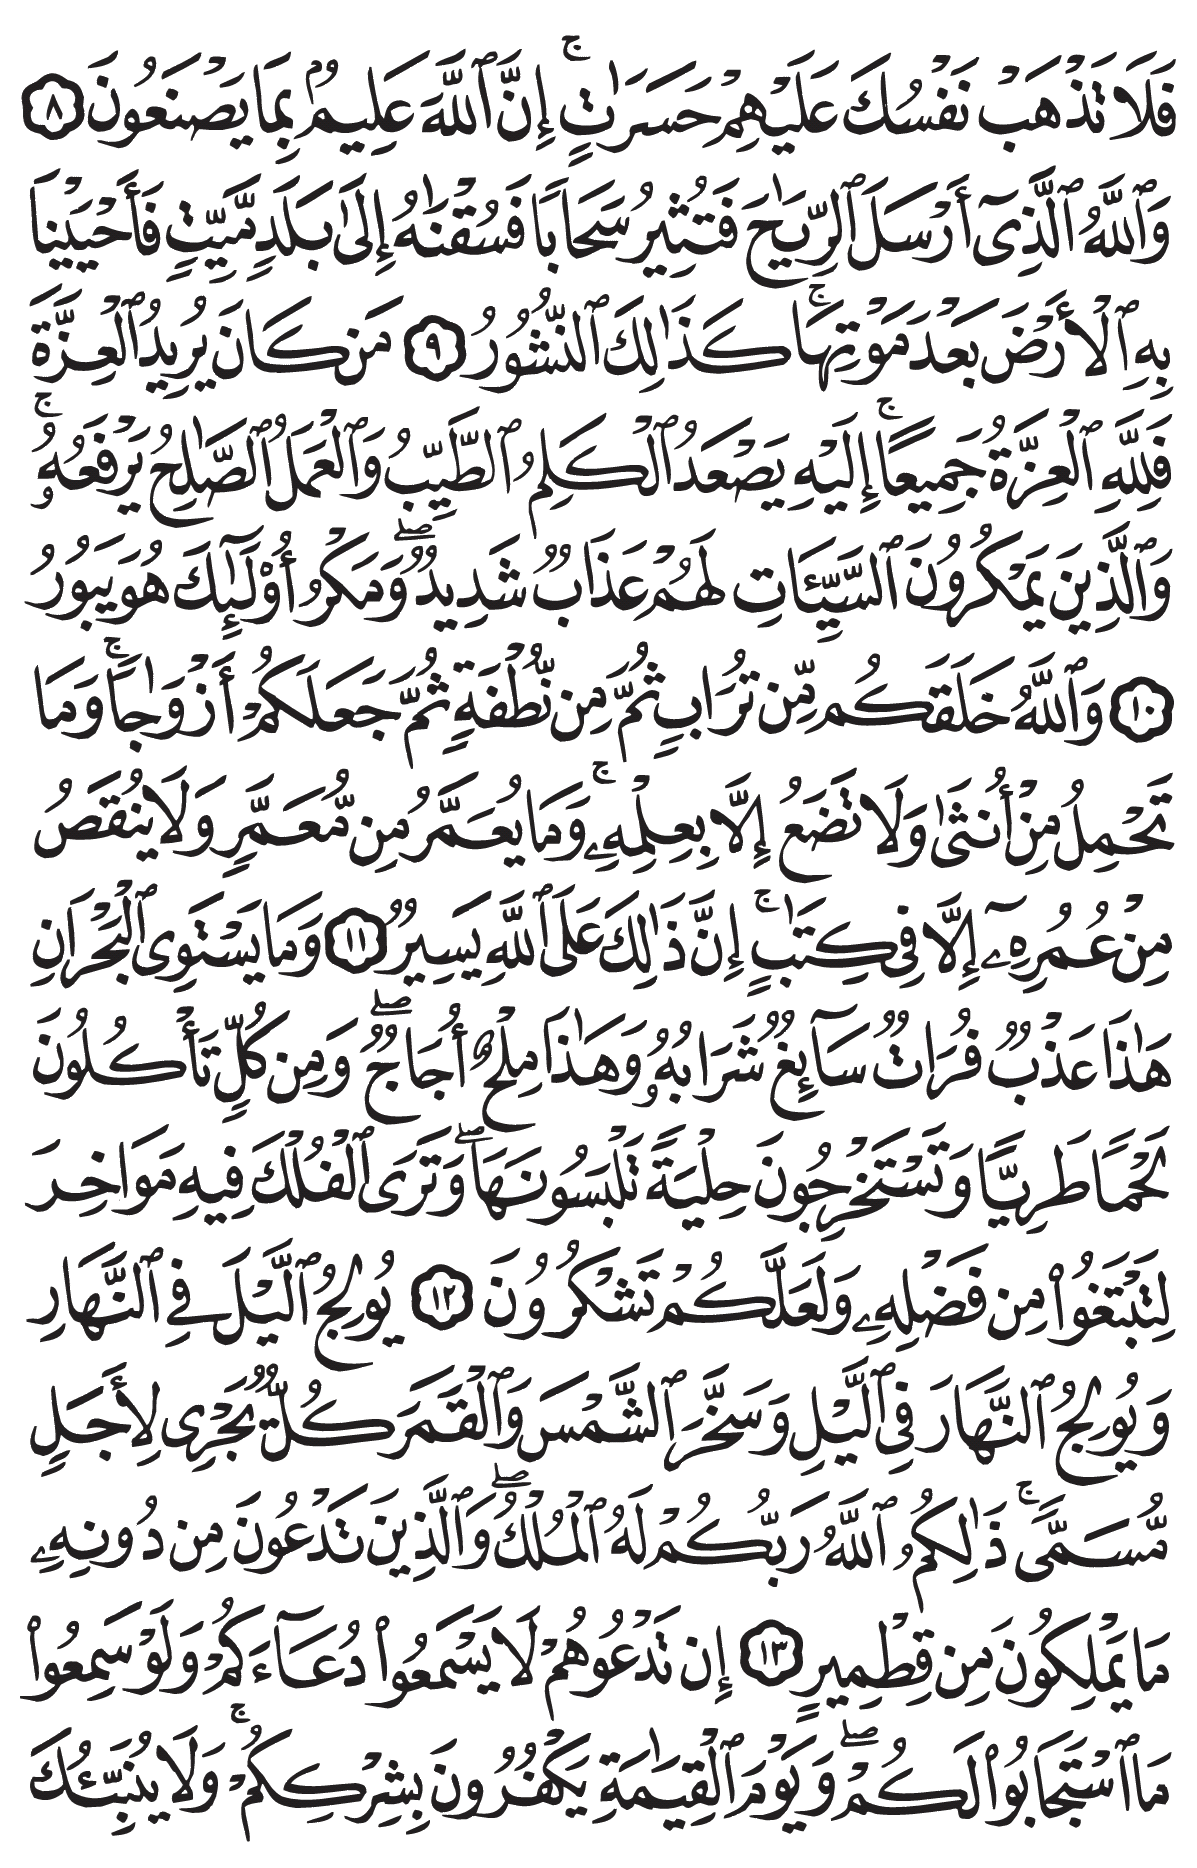 فَلَا تَذْهَبْ نَفْسُكَ عَلَيْهِمْ حَسَرَٰتٍ ۚ إِنَّ ٱللَّهَ عَلِيمٌۢ بِمَا يَصْنَعُونَ ٨
وَٱللَّهُ ٱلَّذِىٓ أَرْسَلَ ٱلرِّيَٰحَ فَتُثِيرُ سَحَابًا فَسُقْنَٰهُ إِلَىٰ بَلَدٍ مَّيِّتٍ فَأَحْيَيْنَا
بِهِ ٱلْأَرْضَ بَعْدَ مَوْتِهَا ۚ كَذَٰلِكَ ٱلنُّشُورُ ٩ مَن كَانَ يُرِيدُ ٱلْعِزَّةَ
فَلِلَّهِ ٱلْعِزَّةُ جَمِيعًا ۚ إِلَيْهِ يَصْعَدُ ٱلْكَلِمُ ٱلطَّيِّبُ وَٱلْعَمَلُ ٱلصَّٰلِحُ يَرْفَعُهُۥ ۚ
وَٱلَّذِينَ يَمْكُرُونَ ٱلسَّيِّـَٔاتِ لَهُمْ عَذَابٌ شَدِيدٌ ۖ وَمَكْرُ أُو۟لَٰٓئِكَ هُوَ يَبُورُ
١٠ وَٱللَّهُ خَلَقَكُم مِّن تُرَابٍ ثُمَّ مِن نُّطْفَةٍ ثُمَّ جَعَلَكُمْ أَزْوَٰجًا ۚ وَمَا
تَحْمِلُ مِنْ أُنثَىٰ وَلَا تَضَعُ إِلَّا بِعِلْمِهِۦ ۚ وَمَا يُعَمَّرُ مِن مُّعَمَّرٍ وَلَا يُنقَصُ
مِنْ عُمُرِهِۦٓ إِلَّا فِى كِتَٰبٍ ۚ إِنَّ ذَٰلِكَ عَلَى ٱللَّهِ يَسِيرٌ ١١ وَمَا يَسْتَوِى ٱلْبَحْرَانِ
هَٰذَا عَذْبٌ فُرَاتٌ سَآئِغٌ شَرَابُهُۥ وَهَٰذَا مِلْحٌ أُجَاجٌ ۖ وَمِن كُلٍّ تَأْكُلُونَ
لَحْمًا طَرِيًّا وَتَسْتَخْرِجُونَ حِلْيَةً تَلْبَسُونَهَا ۖ وَتَرَى ٱلْفُلْكَ فِيهِ مَوَاخِرَ
لِتَبْتَغُوا۟ مِن فَضْلِهِۦ وَلَعَلَّكُمْ تَشْكُرُونَ ١٢ يُولِجُ ٱلَّيْلَ فِى ٱلنَّهَارِ
وَيُولِجُ ٱلنَّهَارَ فِى ٱلَّيْلِ وَسَخَّرَ ٱلشَّمْسَ وَٱلْقَمَرَ كُلٌّ يَجْرِى لِأَجَلٍ
مُّسَمًّى ۚ ذَٰلِكُمُ ٱللَّهُ رَبُّكُمْ لَهُ ٱلْمُلْكُ ۖ وَٱلَّذِينَ تَدْعُونَ مِن دُونِهِۦ
مَا يَمْلِكُونَ مِن قِطْمِيرٍ ١٣ إِن تَدْعُوهُمْ لَا يَسْمَعُوا۟ دُعَآءَكُمْ وَلَوْ سَمِعُوا۟
مَا ٱسْتَجَابُوا۟ لَكُمْ ۖ وَيَوْمَ ٱلْقِيَٰمَةِ يَكْفُرُونَ بِشِرْكِكُمْ ۚ وَلَا يُنَبِّئُكَ